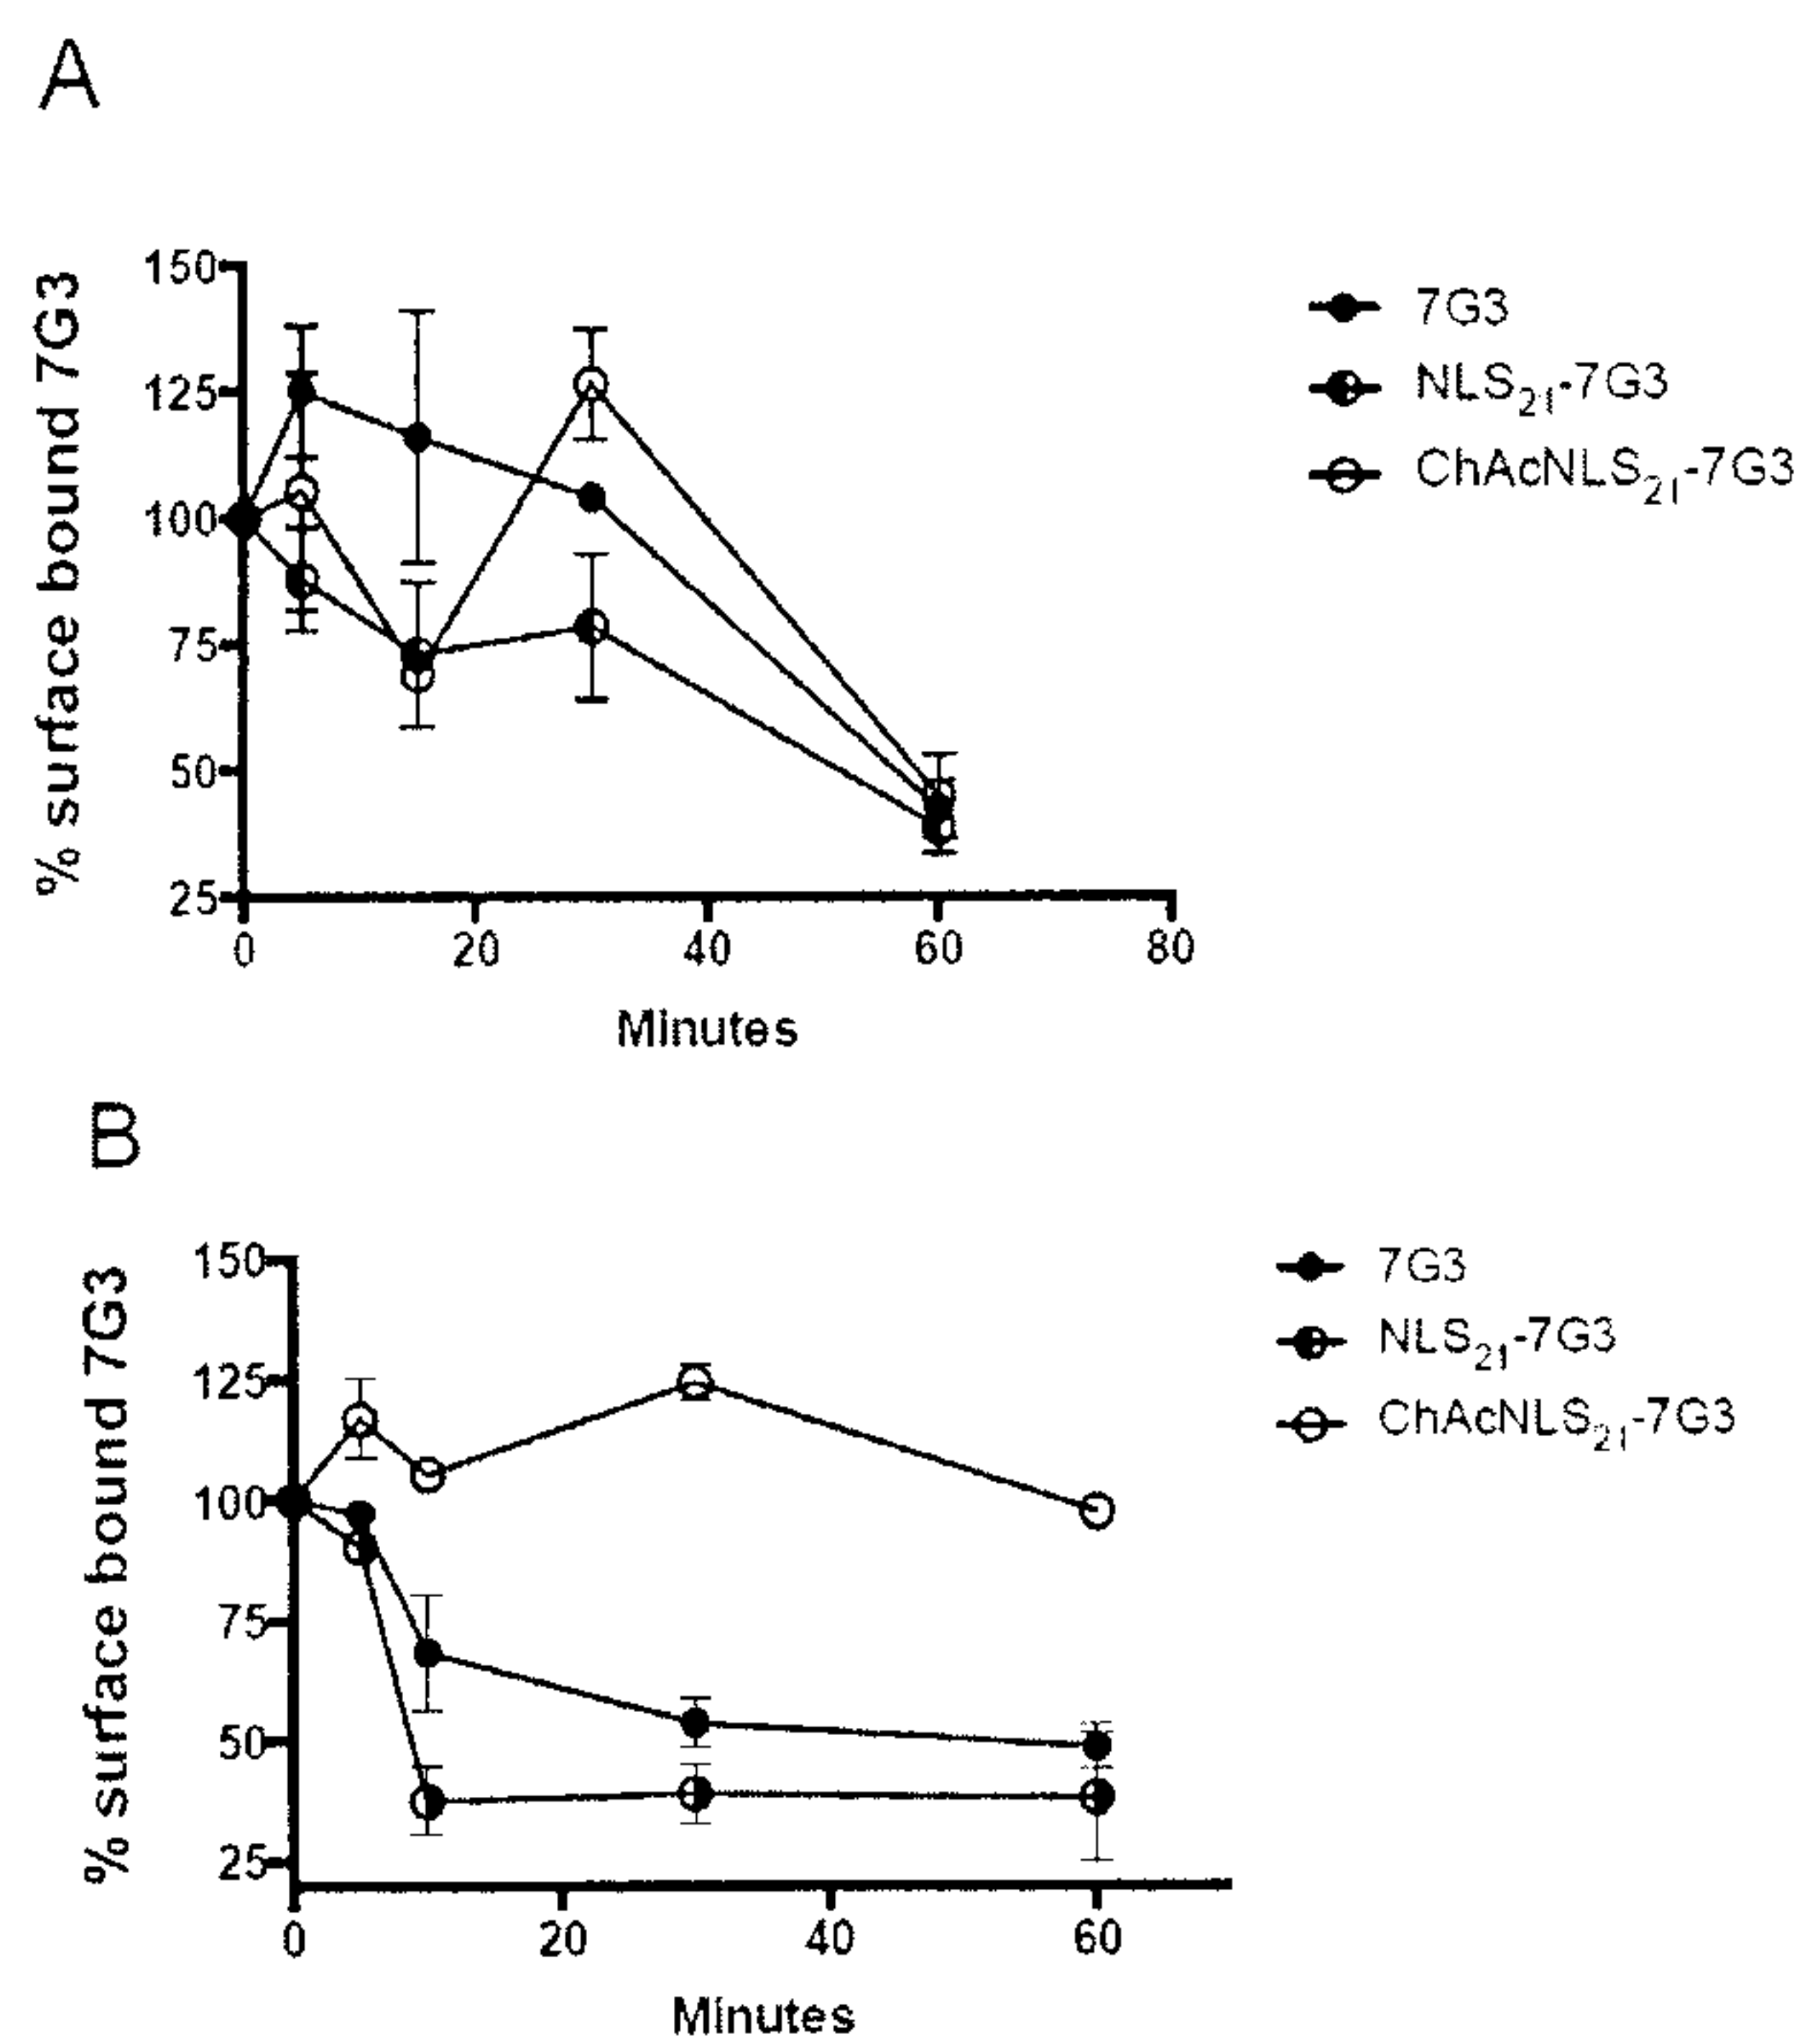 A
% surface bound 7G3
150
125
100
75
50
25
0 20 40 60 80
Minutes
7G3
NLS21-7G3
ChAcNLS21-7G3
B
% surface bound 7G3
150
125
100
75
50
25
0 20 40 60
Minutes
7G3
NLS21-7G3
ChAcNLS21-7G3